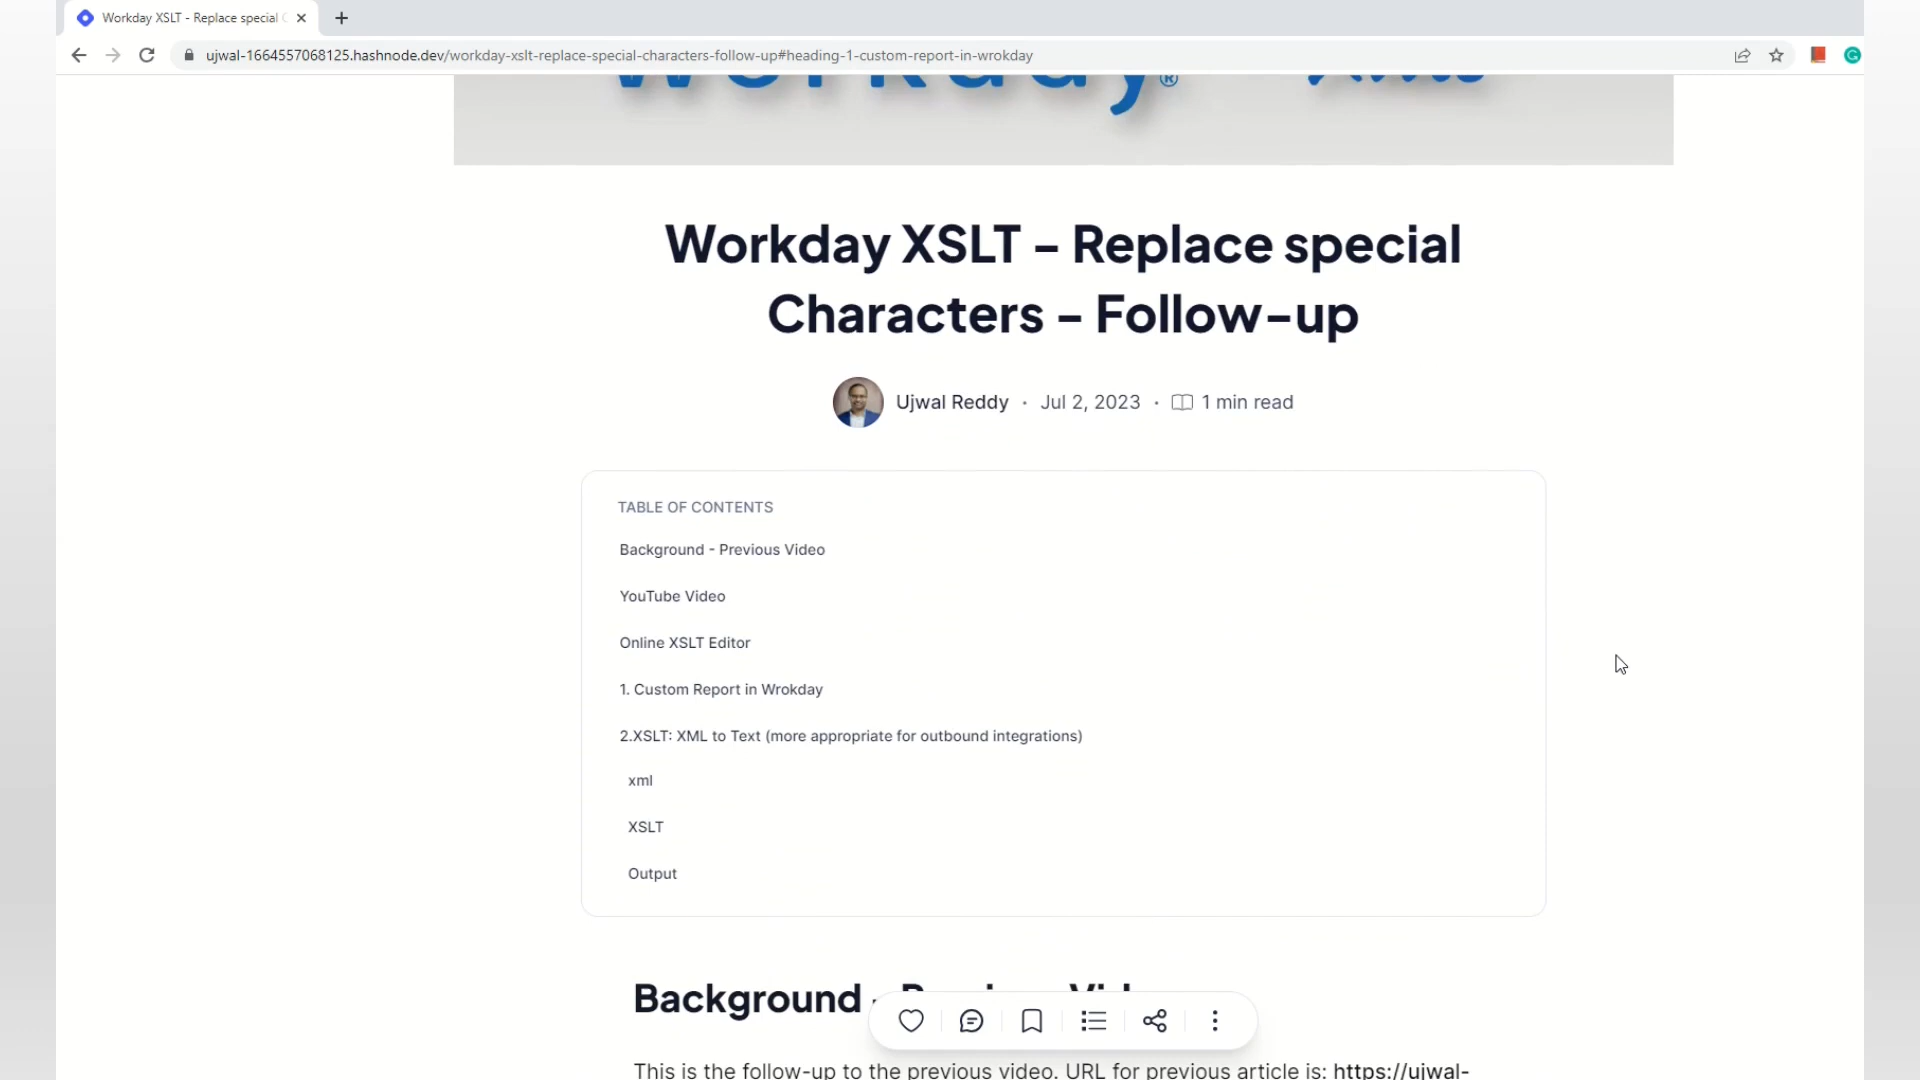 Workday XSLT - Replace special
ujwal-1664557068125.hashnode.dev/workday-xslt-replace-special-characters-follow-up#heading-1-custom-report-in-wrokday
workday®
Workday XSLT – Replace special
Characters – Follow-up
Ujwal Reddy · Jul 2, 2023 · 1 min read
TABLE OF CONTENTS
Background - Previous Video
YouTube Video
Online XSLT Editor
1. Custom Report in Wrokday
2.XSLT: XML to Text (more appropriate for outbound integrations)
xml
XSLT
Output
Background - Previous Video
This is the follow-up to the previous video. URL for previous article is: https://ujwal-